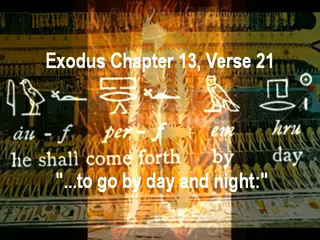 Exodus Chapter 13, Verse 21
áu - f per - f em hru
he shall come forth by day
"...to go by day and night:"